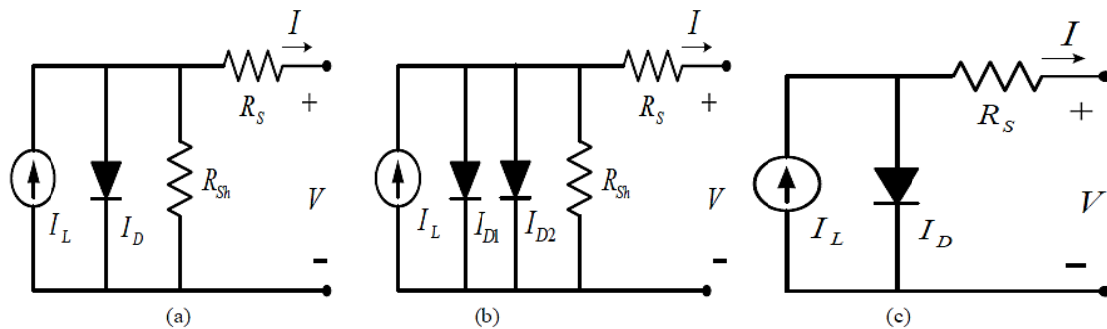 I
R_S
+
I_L
I_D
R_Sh
V
-
(a)
I
R_S
+
I_L
I_D1
I_D2
R_Sh
V
-
(b)
I
R_S
+
I_L
I_D
V
-
(c)